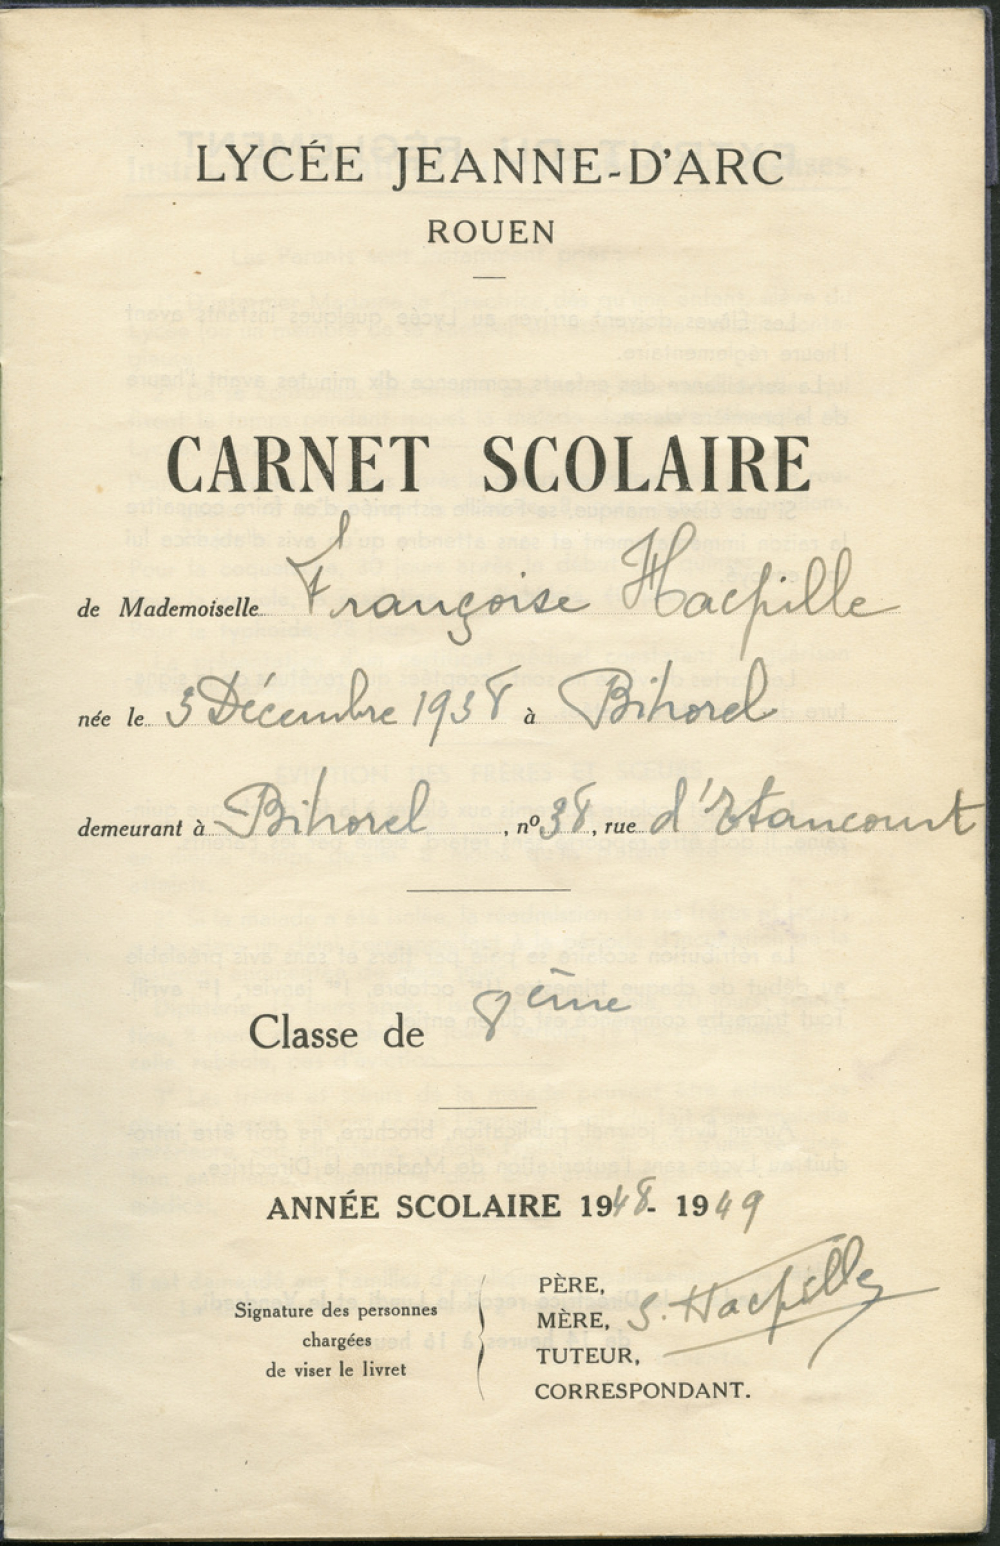 LYCÉE JEANNE-D'ARC
ROUEN
CARNET SCOLAIRE
de Mademoiselle Françoise Hacpille
née le 3 Décembre 1938 à Bihorel
demeurant à Bihorel, nº 38, rue d'Etancourt
Classe de 8ème
ANNÉE SCOLAIRE 1948-1949
Signature des personnes
chargées
de viser le livret
PÈRE,
MÈRE, S. Hacpille
TUTEUR,
CORRESPONDANT.